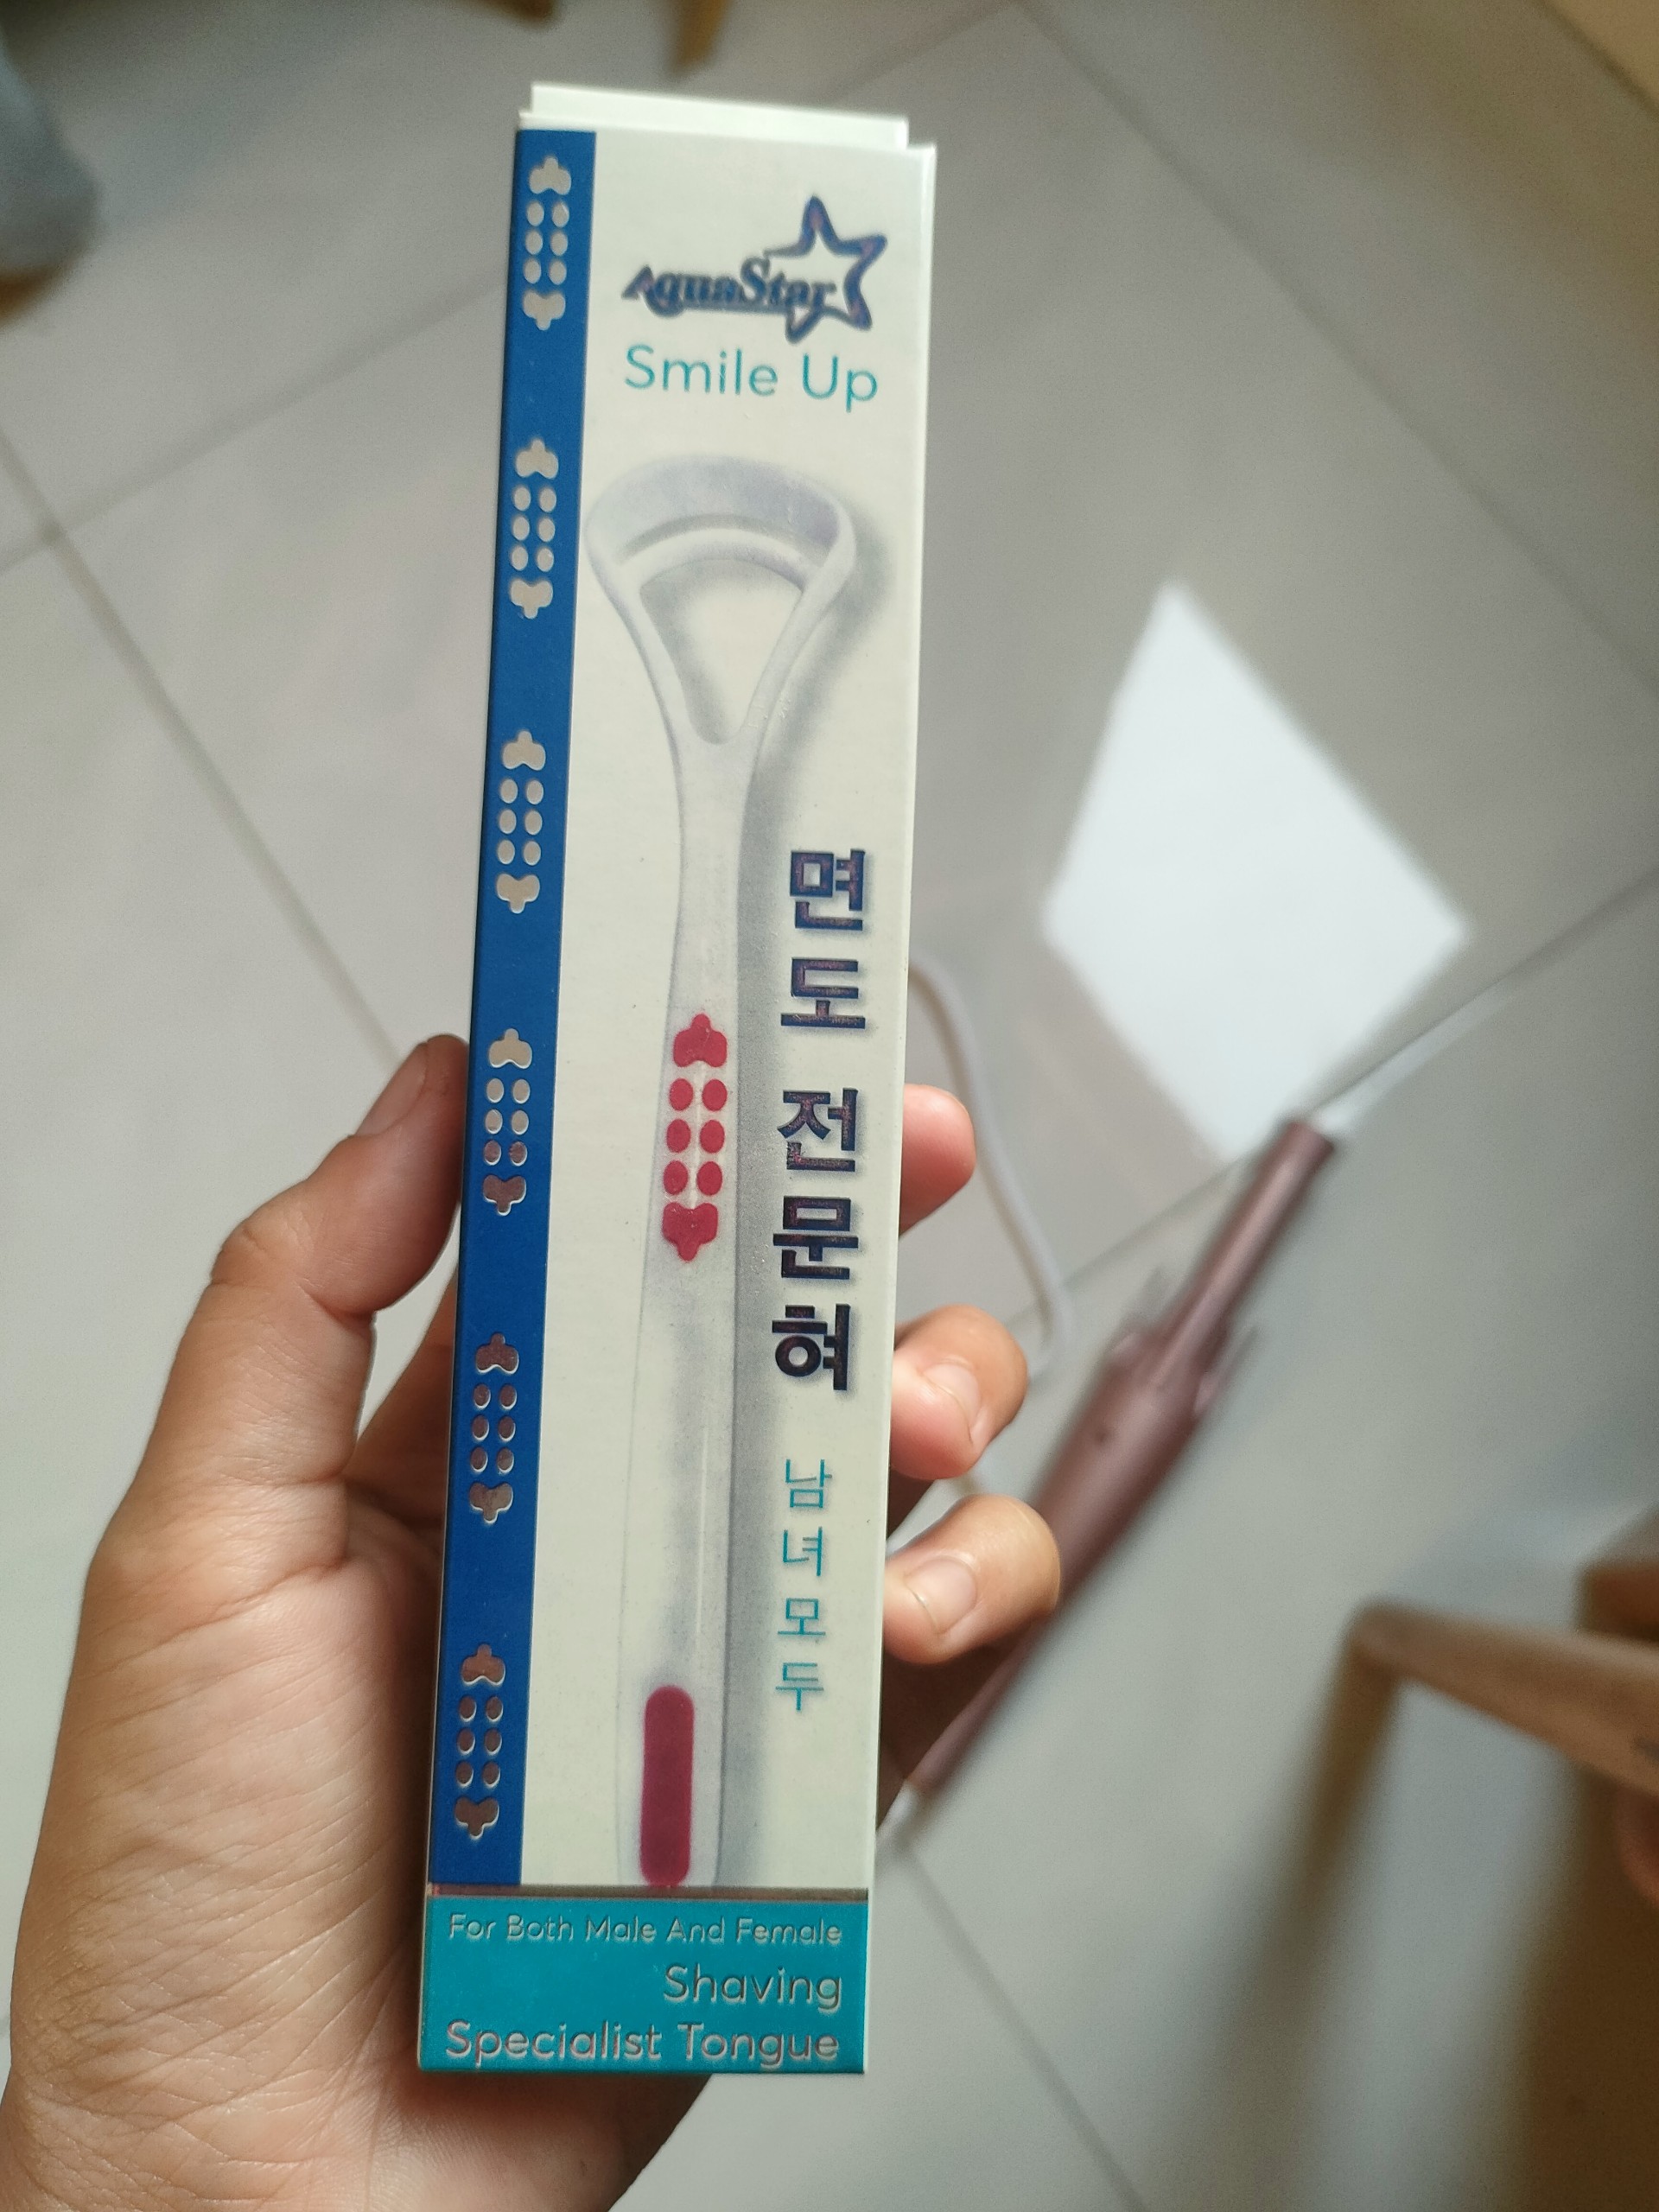 AquaStar
Smile Up
면도 전문혀
남녀모두
For Both Male And Female
Shaving
Specialist Tongue